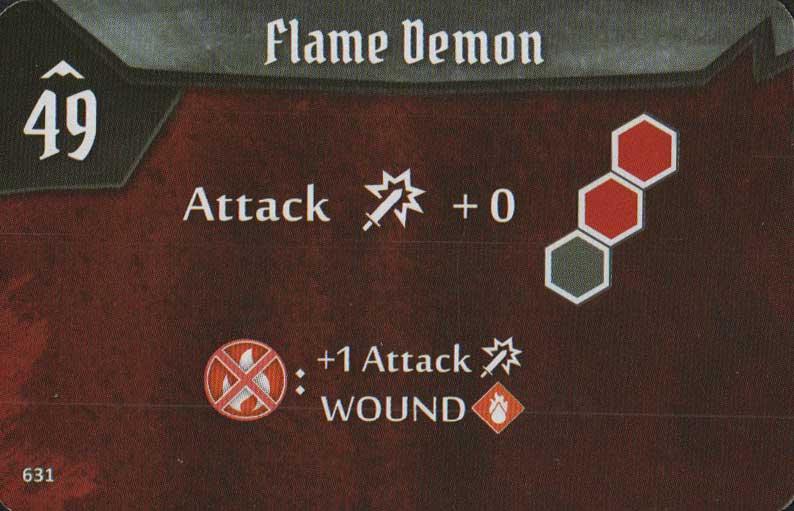 Flame Demon
49
Attack + 0
: +1 Attack
WOUND
631